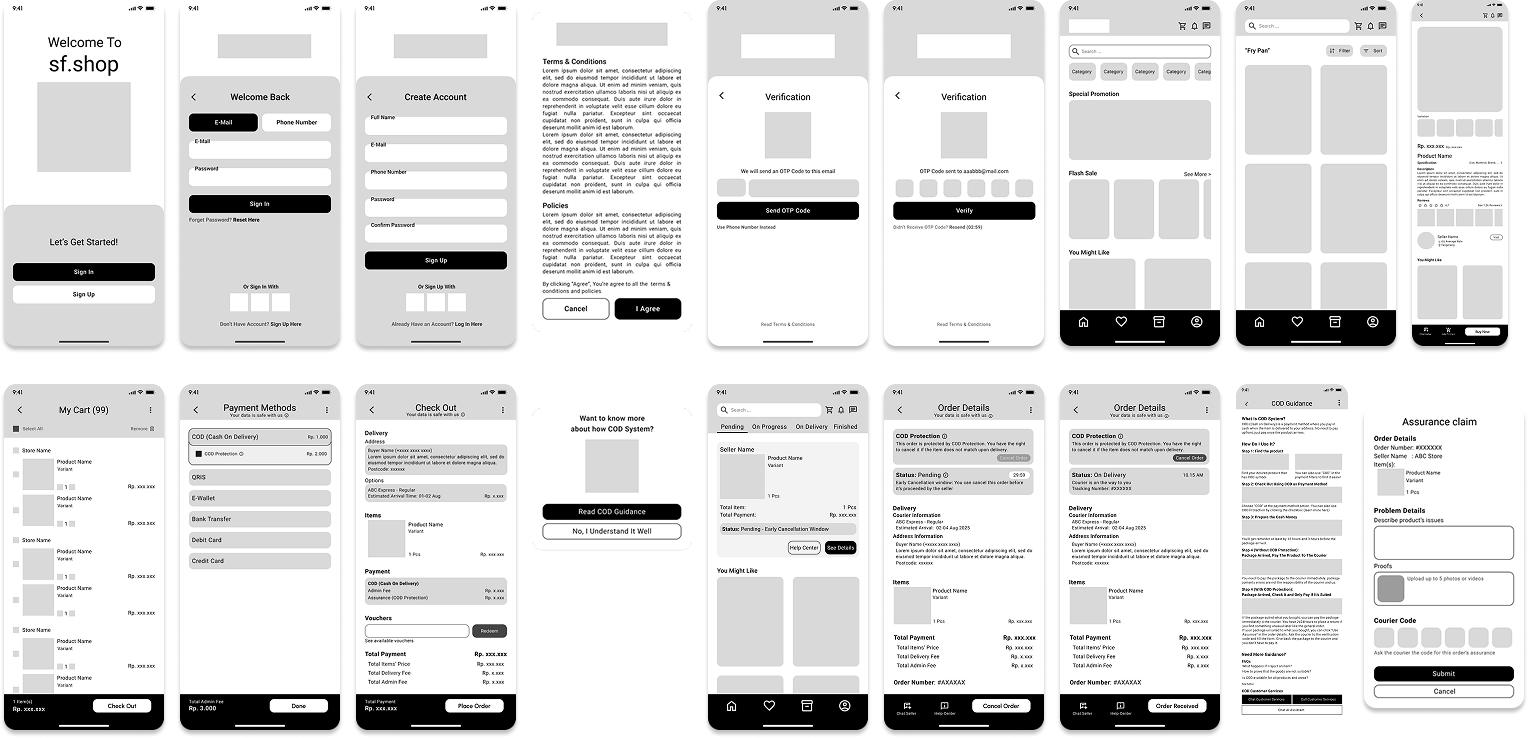 9:41
Welcome To
sf.shop
Let's Get Started!
Sign In
Sign Up
9:41
Welcome Back
E-Mail
Phone Number
E-Mail
Password
Sign In
Forget Password? Reset Here
Or Sign In With
Don't Have Account? Sign Up Here
9:41
Create Account
Full Name
E-Mail
Phone Number
Password
Confirm Password
Sign Up
Or Sign Up With
Already Have an Account? Log In Here
Terms & Conditions
Lorem ipsum dolor sit amet, consectetur adipiscing
elit, sed do eiusmod tempor incididunt ut labore et
dolore magna aliqua. Ut enim ad minim veniam, quis
nostrud exercitation ullamco laboris nisi ut aliquip ex
ea commodo consequat. Duis aute irure dolor in
reprehenderit in voluptate velit esse cillum dolore eu
fugiat nulla pariatur. Excepteur sint occaecat
cupidatat non proident, sunt in culpa qui officia
deserunt mollit anim id est laborum.
Lorem ipsum dolor sit amet, consectetur adipiscing
elit, sed do eiusmod tempor incididunt ut labore et
dolore magna aliqua. Ut enim ad minim veniam, quis
nostrud exercitation ullamco laboris nisi ut aliquip ex
ea commodo consequat. Duis aute irure dolor in
reprehenderit in voluptate velit esse cillum dolore eu
fugiat nulla pariatur. Excepteur sint occaecat
cupidatat non proident, sunt in culpa qui officia
deserunt mollit anim id est laborum.
Policies
Lorem ipsum dolor sit amet, consectetur adipiscing
elit, sed do eiusmod tempor incididunt ut labore et
dolore magna aliqua. Ut enim ad minim veniam, quis
nostrud exercitation ullamco laboris nisi ut aliquip ex
ea commodo consequat. Duis aute irure dolor in
reprehenderit in voluptate velit esse cillum dolore eu
fugiat nulla pariatur. Excepteur sint occaecat
cupidatat non proident, sunt in culpa qui officia
deserunt mollit anim id est laborum.
By clicking "Agree", You're agree to all the terms &
conditions and policies.
Cancel
I Agree
9:41
Verification
We will send an OTP Code to this email
Send OTP Code
Use Phone Number Instead
Read Terms & Conditions
9:41
Verification
OTP Code sent to aaabbb@mail.com
Verify
Didn't Receive OTP Code? Resend (02:59)
Read Terms & Conditions
9:41
Search ...
Category
Category
Category
Category
Categ
Special Promotion
Flash Sale
See More >
You Might Like
9:41
Search ...
"Fry Pan"
Filter
Sort
9:41
Variation
Rp. xxx.xxx
Product Name
Specification
Description
Reviews
Seller Name
Visit
You Might Like
Buy Now
9:41
My Cart (99)
Select All
Remove
Store Name
Product Name
Variant
1
Rp. xxx.xxx
Product Name
Variant
1
Rp. xxx.xxx
Store Name
Product Name
Variant
1
Rp. xxx.xxx
Product Name
Variant
1
Rp. xxx.xxx
Store Name
Product Name
Variant
1
Rp. xxx.xxx
Product Name
Variant
1 Item(s)
Rp. xxx.xxx
Check Out
9:41
Payment Methods
Your data is safe with us
COD (Cash On Delivery)
Rp. 1.000
COD Protection
Rp. 2.000
QRIS
E-Wallet
Bank Transfer
Debit Card
Credit Card
Total Admin Fee
Rp. 3.000
Done
9:41
Check Out
Your data is safe with us
Delivery
Address
Buyer Name (+xxxx xxxx xxxx)
Lorem ipsum dolor sit amet, consectetur adipiscing elit, sed do
eiusmod tempor incididunt ut labore et dolore magna aliqua.
Postcode: xxxxxx
Options
ABC Express - Regular
Estimated Arrival Time: 01-02 Aug
Rp. x.xxx
Items
Product Name
Variant
1 Pcs
Rp. xxx.xxx
Payment
COD (Cash On Delivery)
Admin Fee
Rp. x.xxx
Assurance (COD Protection)
Rp. x.xxx
Vouchers
Redeem
See available vouchers
Total Payment
Rp. xxx.xxx
Total Items' Price
Rp. xxx.xxx
Total Delivery Fee
Rp. x.xxx
Total Admin Fee
Rp. x.xxx
Total Payment
Rp. xxx.xxx
Place Order
Want to know more
about how COD System?
Read COD Guidance
No, I Understand It Well
9:41
Search ...
Pending
On Progress
On Delivery
Finished
Seller Name
Product Name
Variant
1 Pcs
Total Item:
1 Pcs
Total Payment:
Rp. xxx.xxx
Status: Pending - Early Cancellation Window
Help Center
See Details
You Might Like
9:41
Order Details
Your data is safe with us
COD Protection
This order is protected by COD Protection. You have the right
to cancel it if the item does not match upon delivery.
Cancel Order
Status: Pending
29:59
Early Cancellation window: You can cancel this order before
it's proceeded by the seller
Delivery
Courier Information
ABC Express - Regular
Estimated Arrival: 02-04 Aug 2025
Address Information
Buyer Name (+xxxx xxxx xxxx)
Lorem ipsum dolor sit amet, consectetur adipiscing elit, sed do
eiusmod tempor incididunt ut labore et dolore magna aliqua.
Postcode: xxxxxx
Items
Product Name
Variant
1 Pcs
Rp. xxx.xxx
Total Payment
Rp. xxx.xxx
Total Items' Price
Rp. xxx.xxx
Total Delivery Fee
Rp. x.xxx
Total Admin Fee
Rp. x.xxx
Order Number: #AXAXAX
Chat Seller
Help Center
Cancel Order
9:41
Order Details
Your data is safe with us
COD Protection
This order is protected by COD Protection. You have the right
to cancel it if the item does not match upon delivery.
Cancel Order
Status: On Delivery
10.15 AM
Courier is on the way to you
Tracking Number: #XXXXXX
Delivery
Courier Information
ABC Express - Regular
Estimated Arrival: 02-04 Aug 2025
Address Information
Buyer Name (+xxxx xxxx xxxx)
Lorem ipsum dolor sit amet, consectetur adipiscing elit, sed do
eiusmod tempor incididunt ut labore et dolore magna aliqua.
Postcode: xxxxxx
Items
Product Name
Variant
1 Pcs
Rp. xxx.xxx
Total Payment
Rp. xxx.xxx
Total Items' Price
Rp. xxx.xxx
Total Delivery Fee
Rp. x.xxx
Total Admin Fee
Rp. x.xxx
Order Number: #AXAXAX
Chat Seller
Help Center
Order Received
9:41
COD Guidance
What is COD System?
How Do I Use It?
Step 1: Find the product
Step 2: Check Out Using COD as Payment Method
Step 3: Prepare the Cash Money
Step 4 (Without COD Protection):
Package Arrived, Pay The Product To The Courier
Step 4 (With COD Protection):
Package Arrived, Check It and Only Pay If It's Suited
Need More Guidance?
FAQs
What happens if I reject an item?
How to prove that the goods are not suitable?
Is COD available for all products and areas?
COD Customer Services
Chat Customer Services
Call Customer Services
Chat AI Assistant
Assurance claim
Order Details
Order Number: #XXXXXX
Seller Name : ABC Store
Item(s):
Product Name
Variant
1 Pcs
Problem Details
Describe product's issues
Proofs
Upload up to 5 photos or videos
Courier Code
Ask the courier the code for this order's assurance
Submit
Cancel